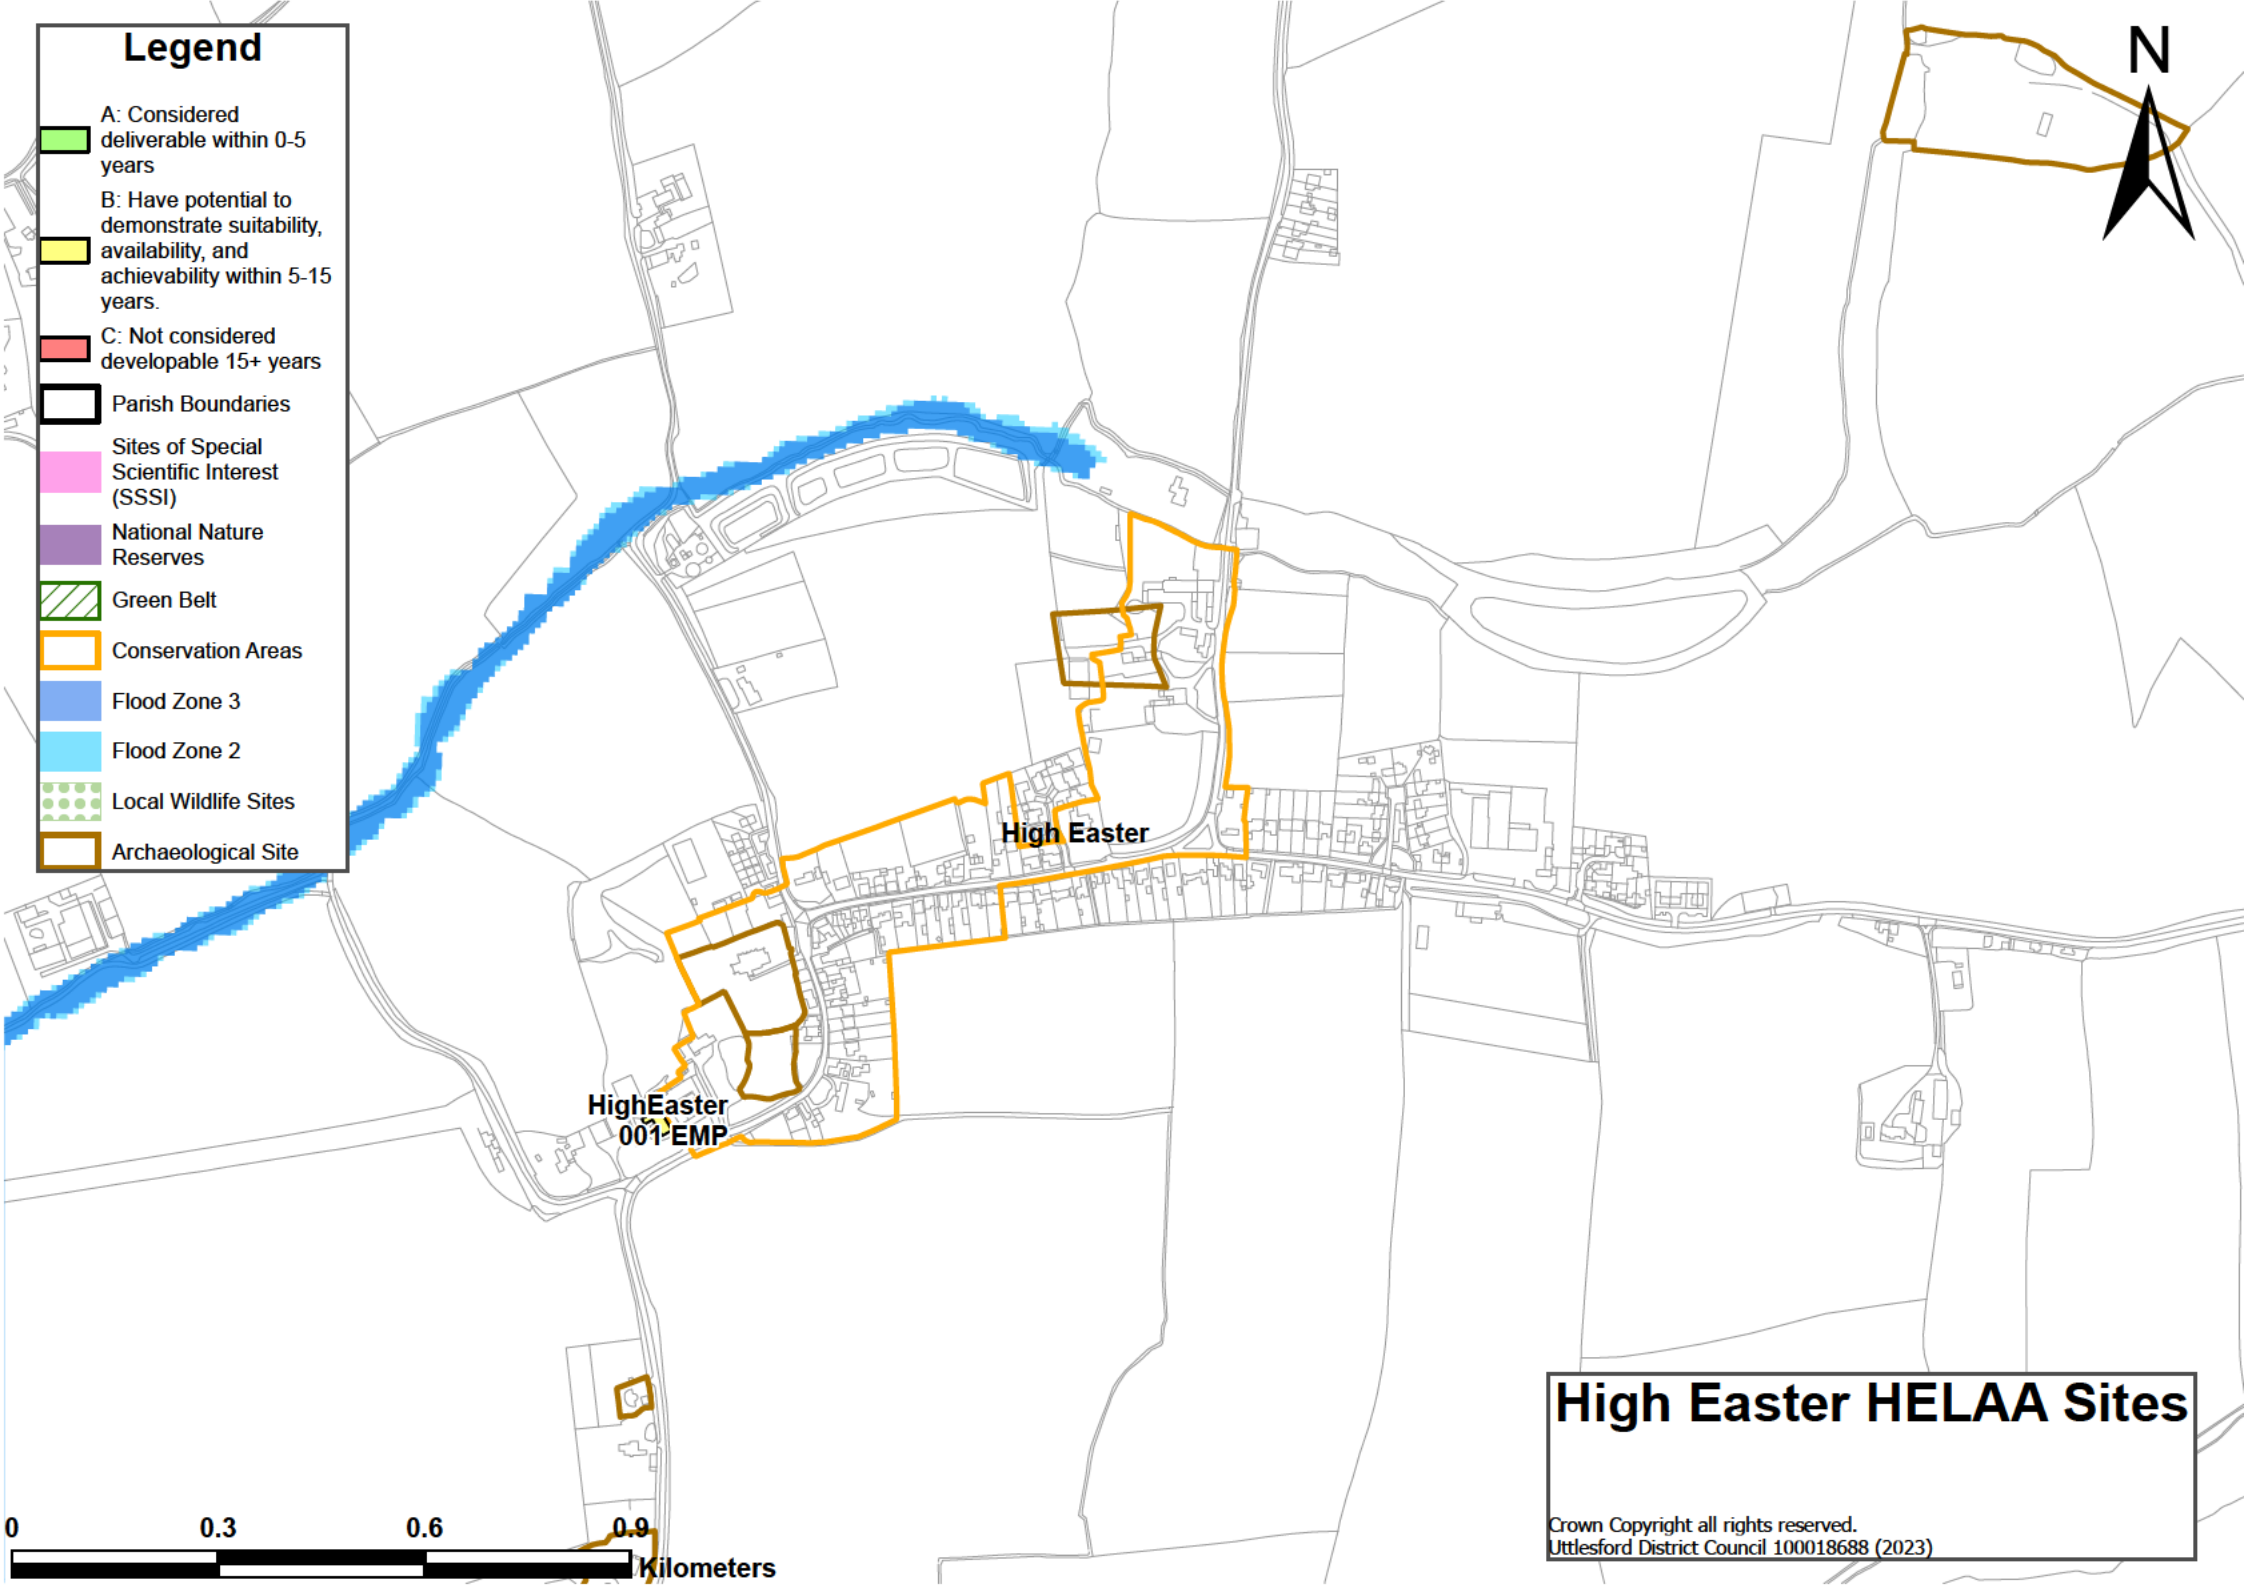 Legend
A: Considered
deliverable within 0-5
years
B: Have potential to
demonstrate suitability,
availability, and
achievability within 5-15
years.
C: Not considered
developable 15+ years
Parish Boundaries
Sites of Special
Scientific Interest
(SSSI)
National Nature
Reserves
Green Belt
Conservation Areas
Flood Zone 3
Flood Zone 2
Local Wildlife Sites
Archaeological Site
N
High Easter
HighEaster
001 EMP
0 0.3 0.6 0.9
Kilometers
High Easter HELAA Sites
Crown Copyright all rights reserved.
Uttlesford District Council 100018688 (2023)